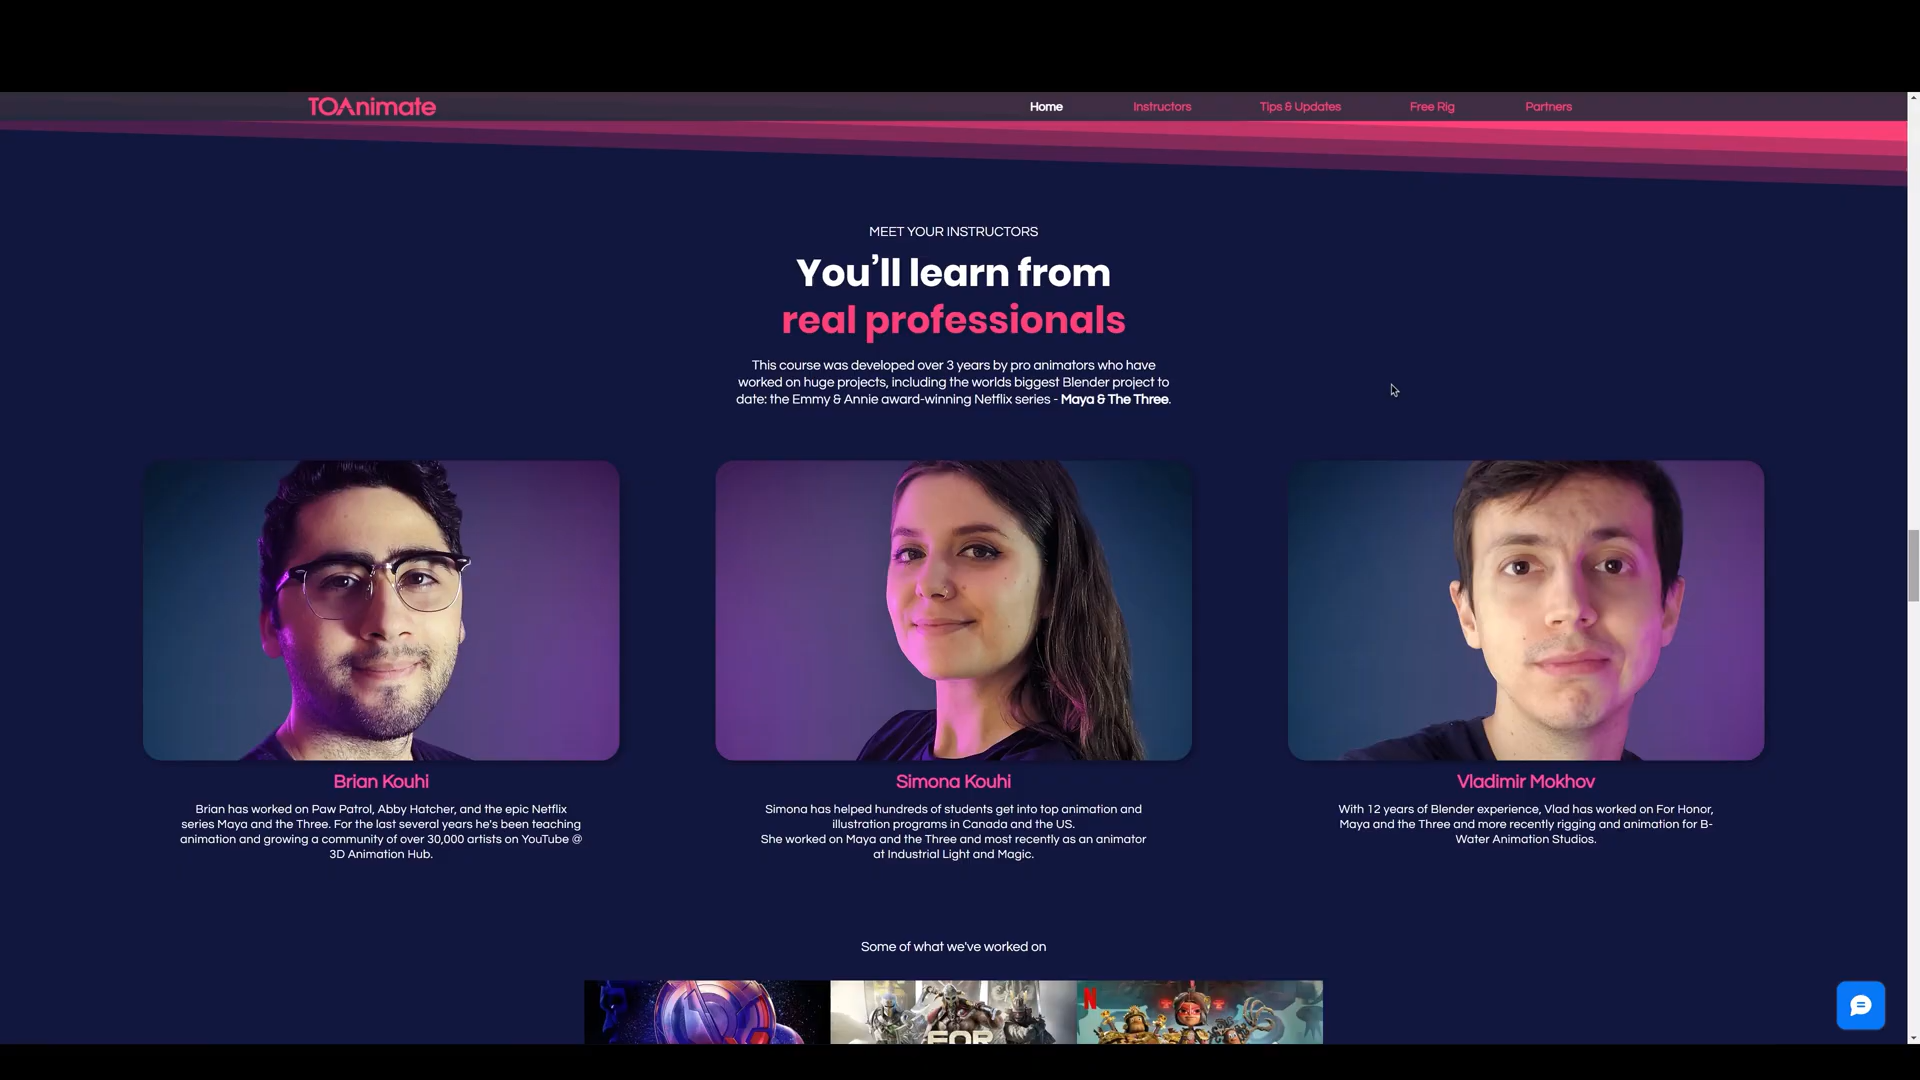 TOAnimate
Home
Instructors
Tips & Updates
Free Rig
Partners
MEET YOUR INSTRUCTORS
You’ll learn from
real professionals
This course was developed over 3 years by pro animators who have
worked on huge projects, including the worlds biggest Blender project to
date: the Emmy & Annie award-winning Netflix series - Maya & The Three.
Brian Kouhi
Brian has worked on Paw Patrol, Abby Hatcher, and the epic Netflix
series Maya and the Three. For the last several years he's been teaching
animation and growing a community of over 30,000 artists on YouTube @
3D Animation Hub.
Simona Kouhi
Simona has helped hundreds of students get into top animation and
illustration programs in Canada and the US.
She worked on Maya and the Three and most recently as an animator
at Industrial Light and Magic.
Vladimir Mokhov
With 12 years of Blender experience, Vlad has worked on For Honor,
Maya and the Three and more recently rigging and animation for B-
Water Animation Studios.
Some of what we've worked on
FOR
N